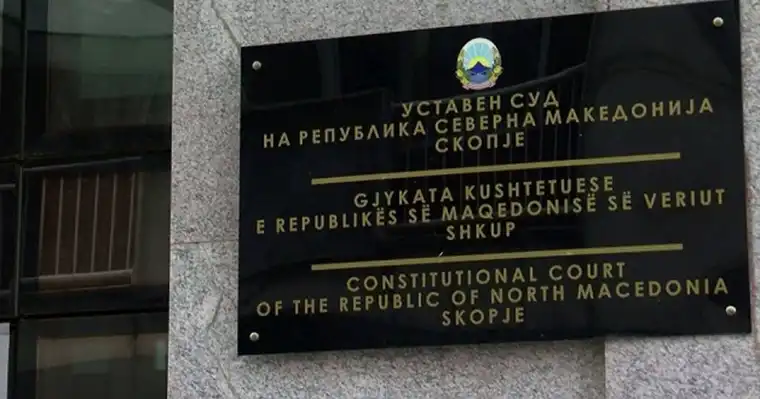 УСТАВЕН СУД
НА РЕПУБЛИКА СЕВЕРНА МАКЕДОНИЈА
СКОПЈЕ
GJYKATA KUSHTETUESE
E REPUBLIKËS SË MAQEDONISË SË VERIUT
SHKUP
CONSTITUTIONAL COURT
OF THE REPUBLIC OF NORTH MACEDONIA
SKOPJE